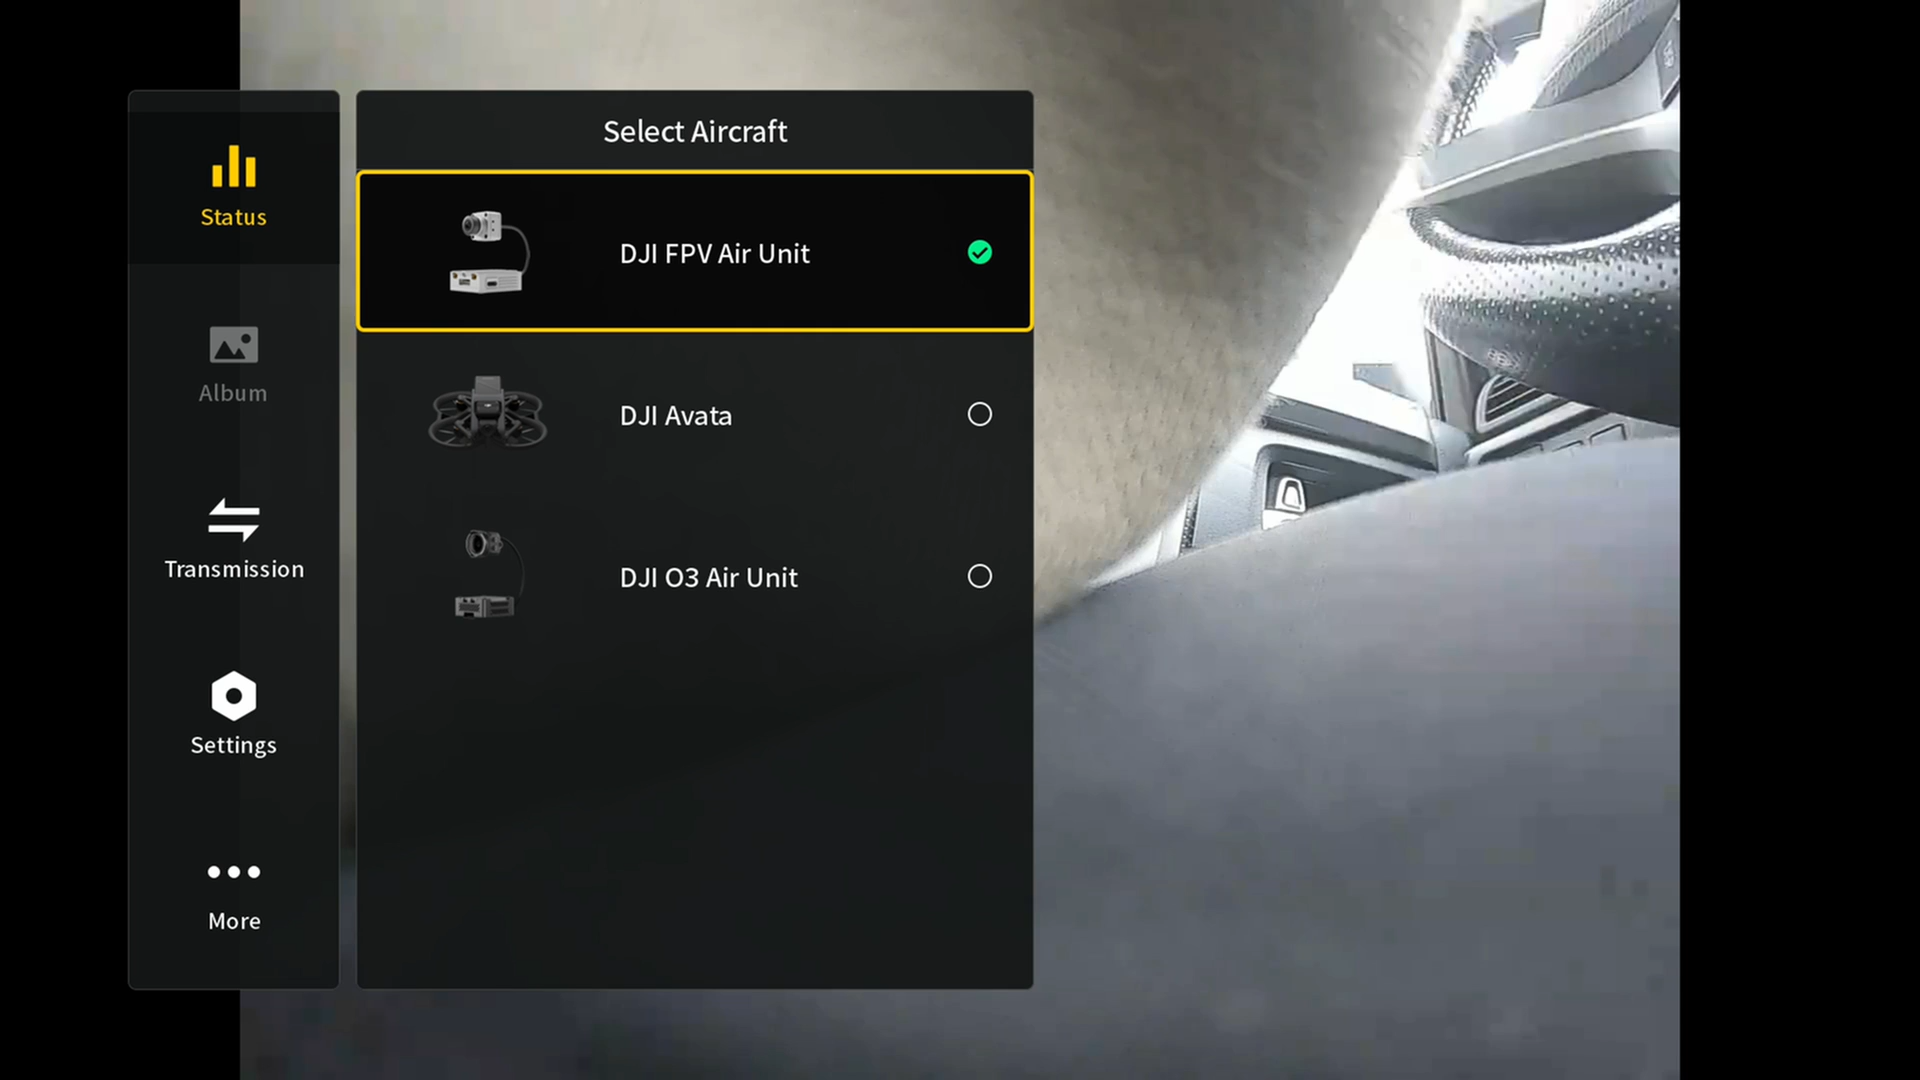 Select Aircraft
Status
DJI FPV Air Unit
Album
DJI Avata
Transmission
DJI O3 Air Unit
Settings
More